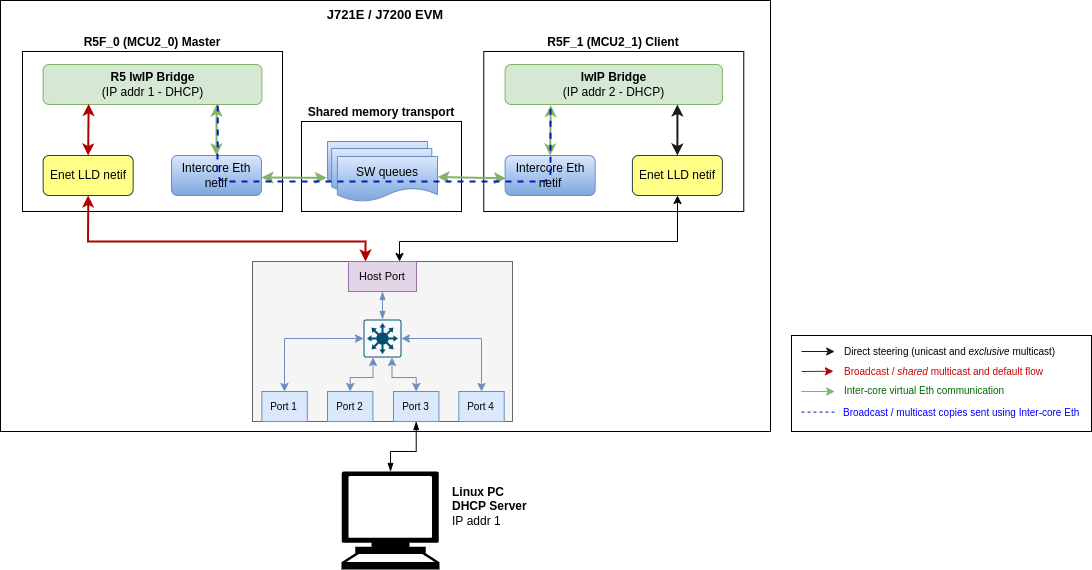 J721E / J7200 EVM
R5F_0 (MCU2_0) Master
R5F_1 (MCU2_1) Client
R5 lwIP Bridge
(IP addr 1 - DHCP)
lwIP Bridge
(IP addr 2 - DHCP)
Shared memory transport
Enet LLD netif
Intercore Eth
netif
SW queues
Intercore Eth
netif
Enet LLD netif
Host Port
Port 1
Port 2
Port 3
Port 4
Direct steering (unicast and exclusive multicast)
Broadcast / shared multicast and default flow
Inter-core virtual Eth communication
Broadcast / multicast copies sent using Inter-core Eth
Linux PC
DHCP Server
IP addr 1